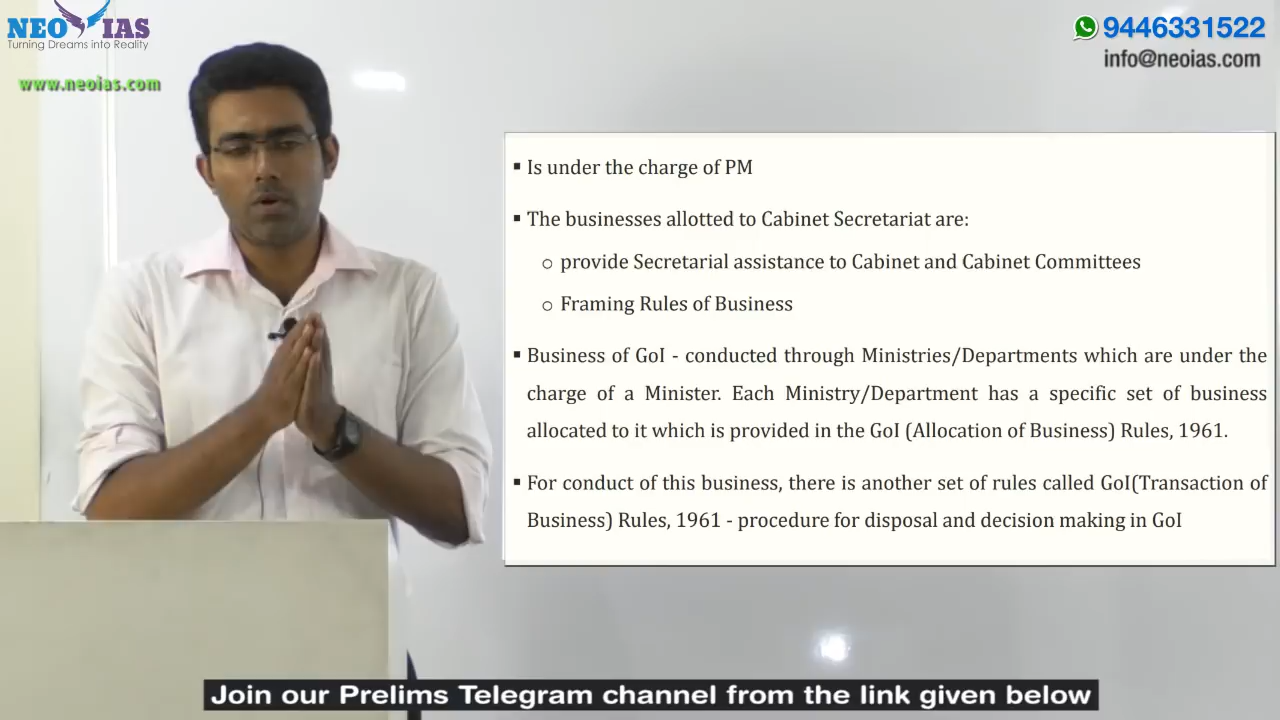 NEO IAS
Turning Dreams into Reality
www.neoias.com
9446331522
info@neoias.com
▪ Is under the charge of PM
▪ The businesses allotted to Cabinet Secretariat are:
o provide Secretarial assistance to Cabinet and Cabinet Committees
o Framing Rules of Business
▪ Business of GoI - conducted through Ministries/Departments which are under the
charge of a Minister. Each Ministry/Department has a specific set of business
allocated to it which is provided in the GoI (Allocation of Business) Rules, 1961.
▪ For conduct of this business, there is another set of rules called GoI(Transaction of
Business) Rules, 1961 - procedure for disposal and decision making in GoI
Join our Prelims Telegram channel from the link given below